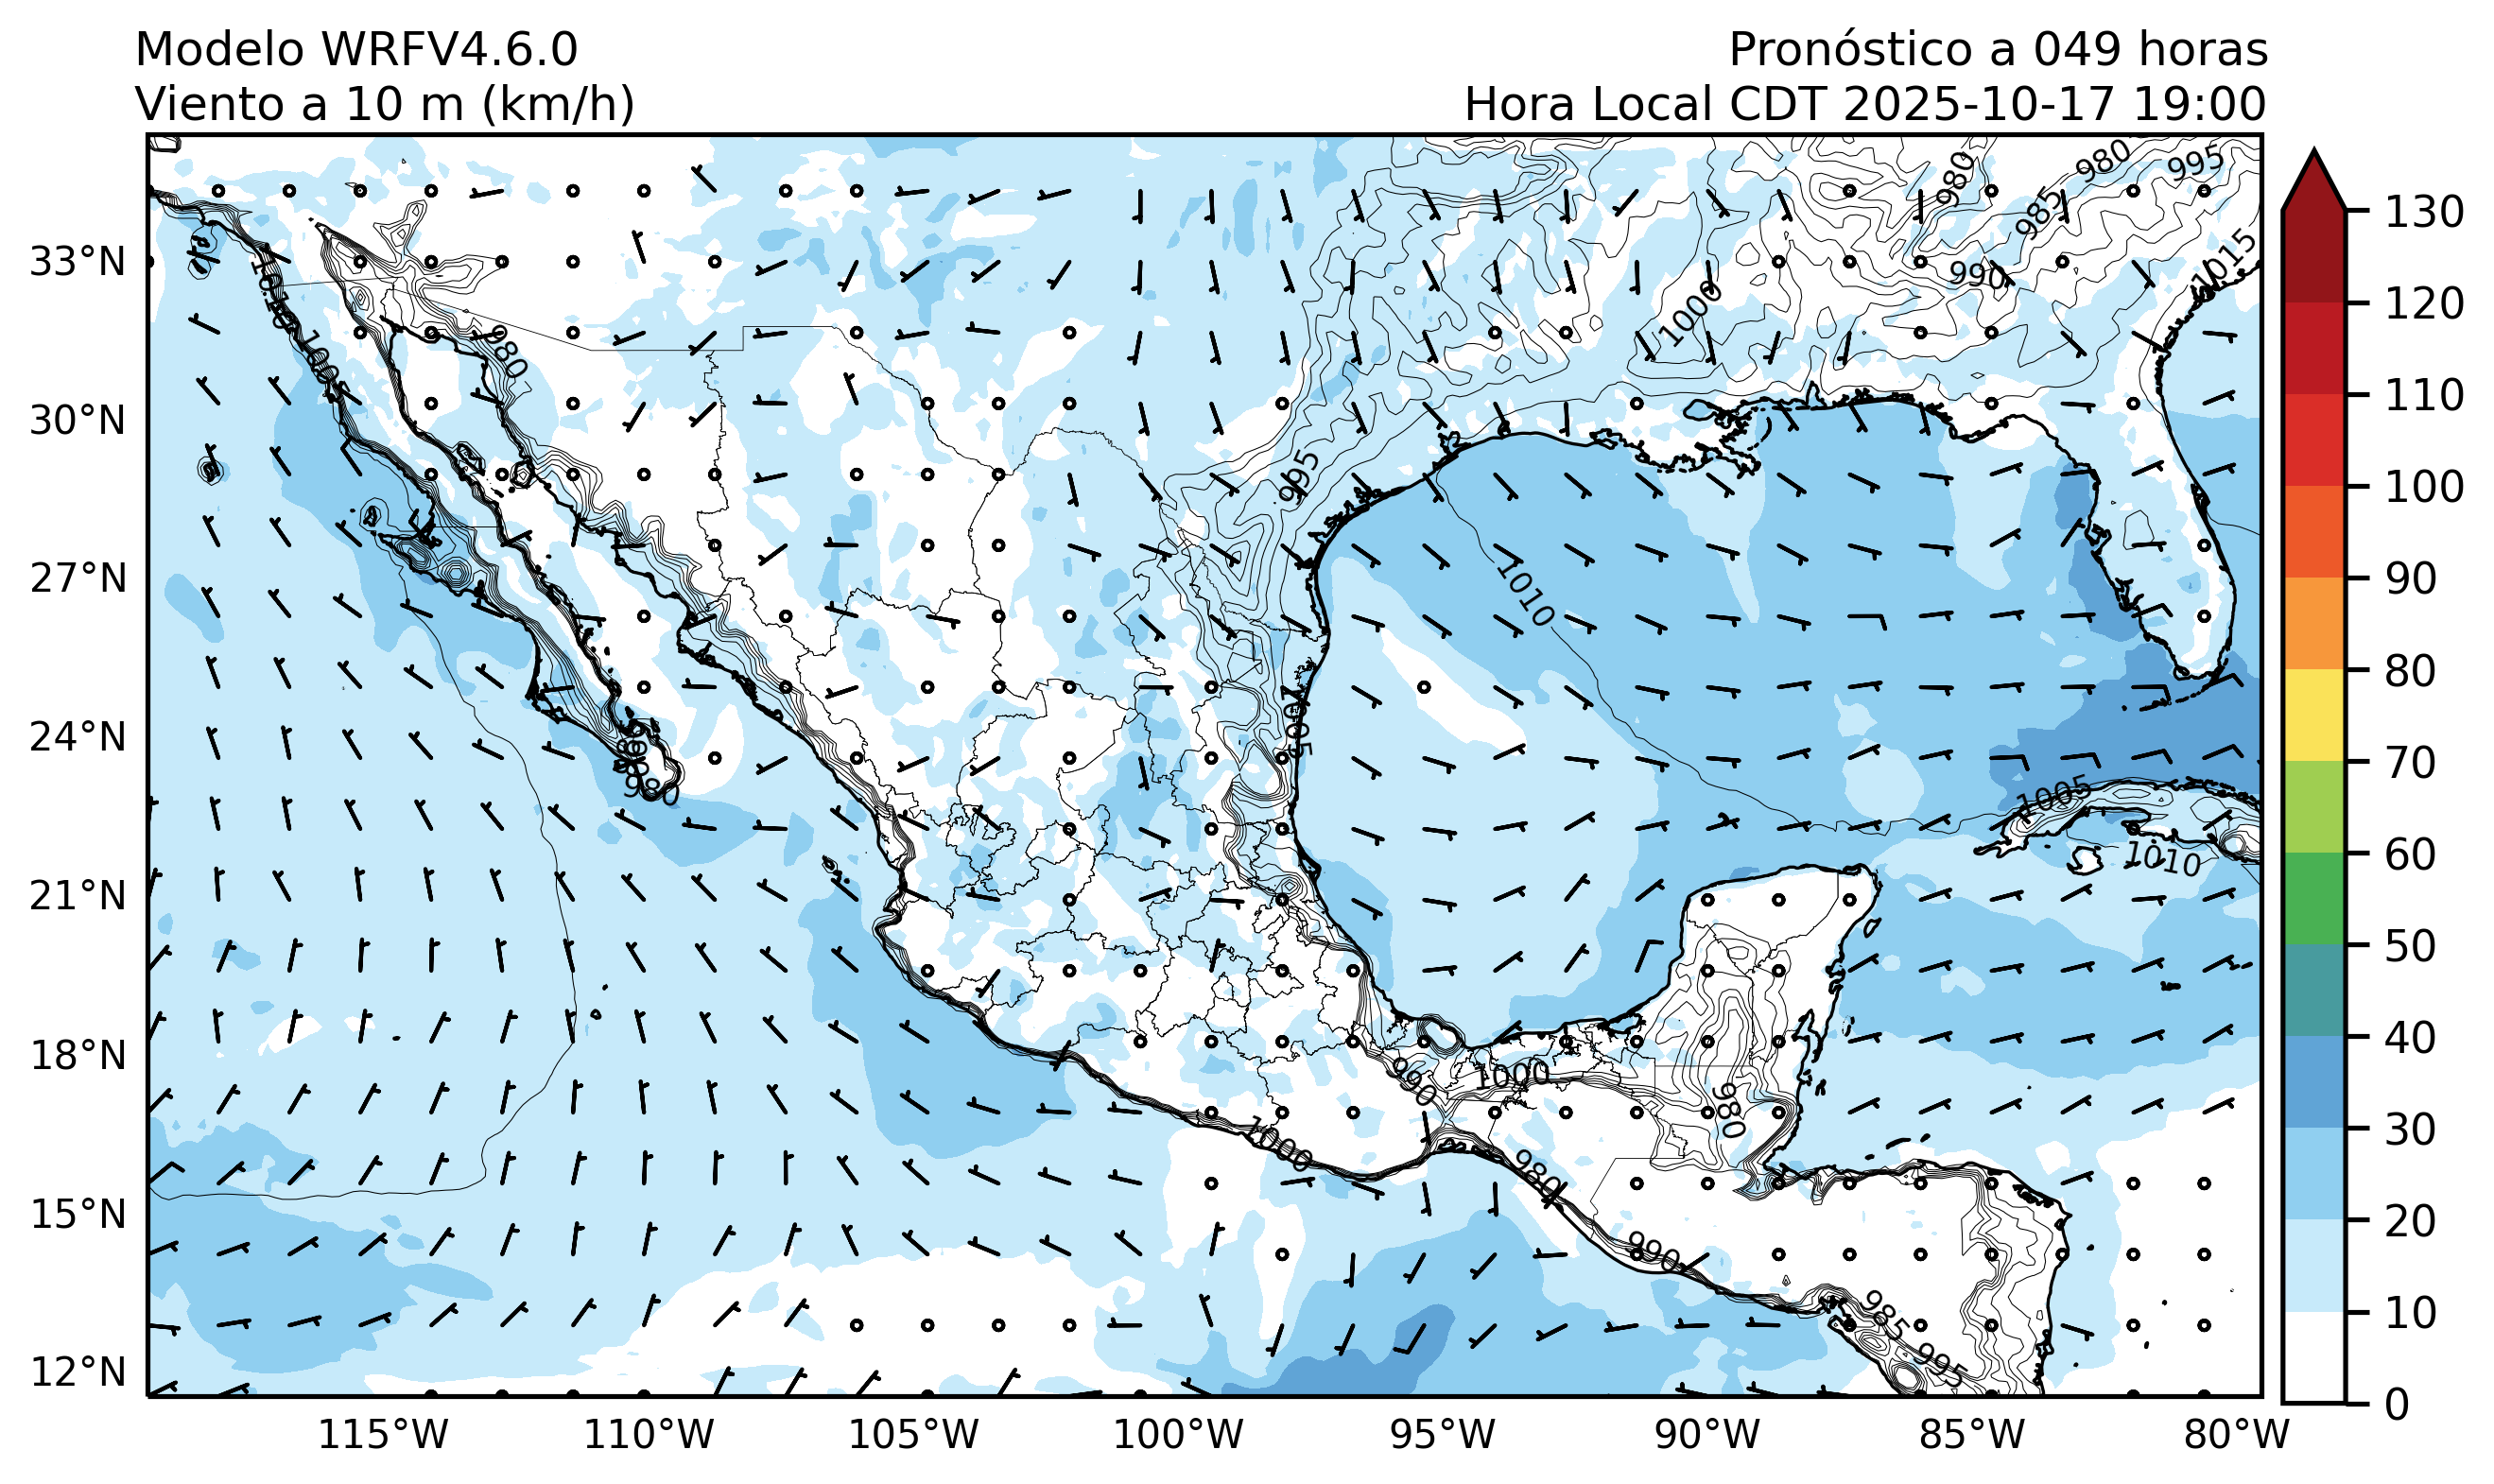 Modelo WRFV4.6.0
Pronóstico a 049 horas
Viento a 10 m (km/h)
Hora Local CDT 2025-10-17 19:00
33°N
30°N
27°N
24°N
21°N
18°N
15°N
12°N
115°W
110°W
105°W
100°W
95°W
90°W
85°W
80°W
130
120
110
100
90
80
70
60
50
40
30
20
10
0
980
980
995
985
990
1015
1000
980
995
1010
1005
980
1005
1010
990
1000
980
1000
980
990
985
995